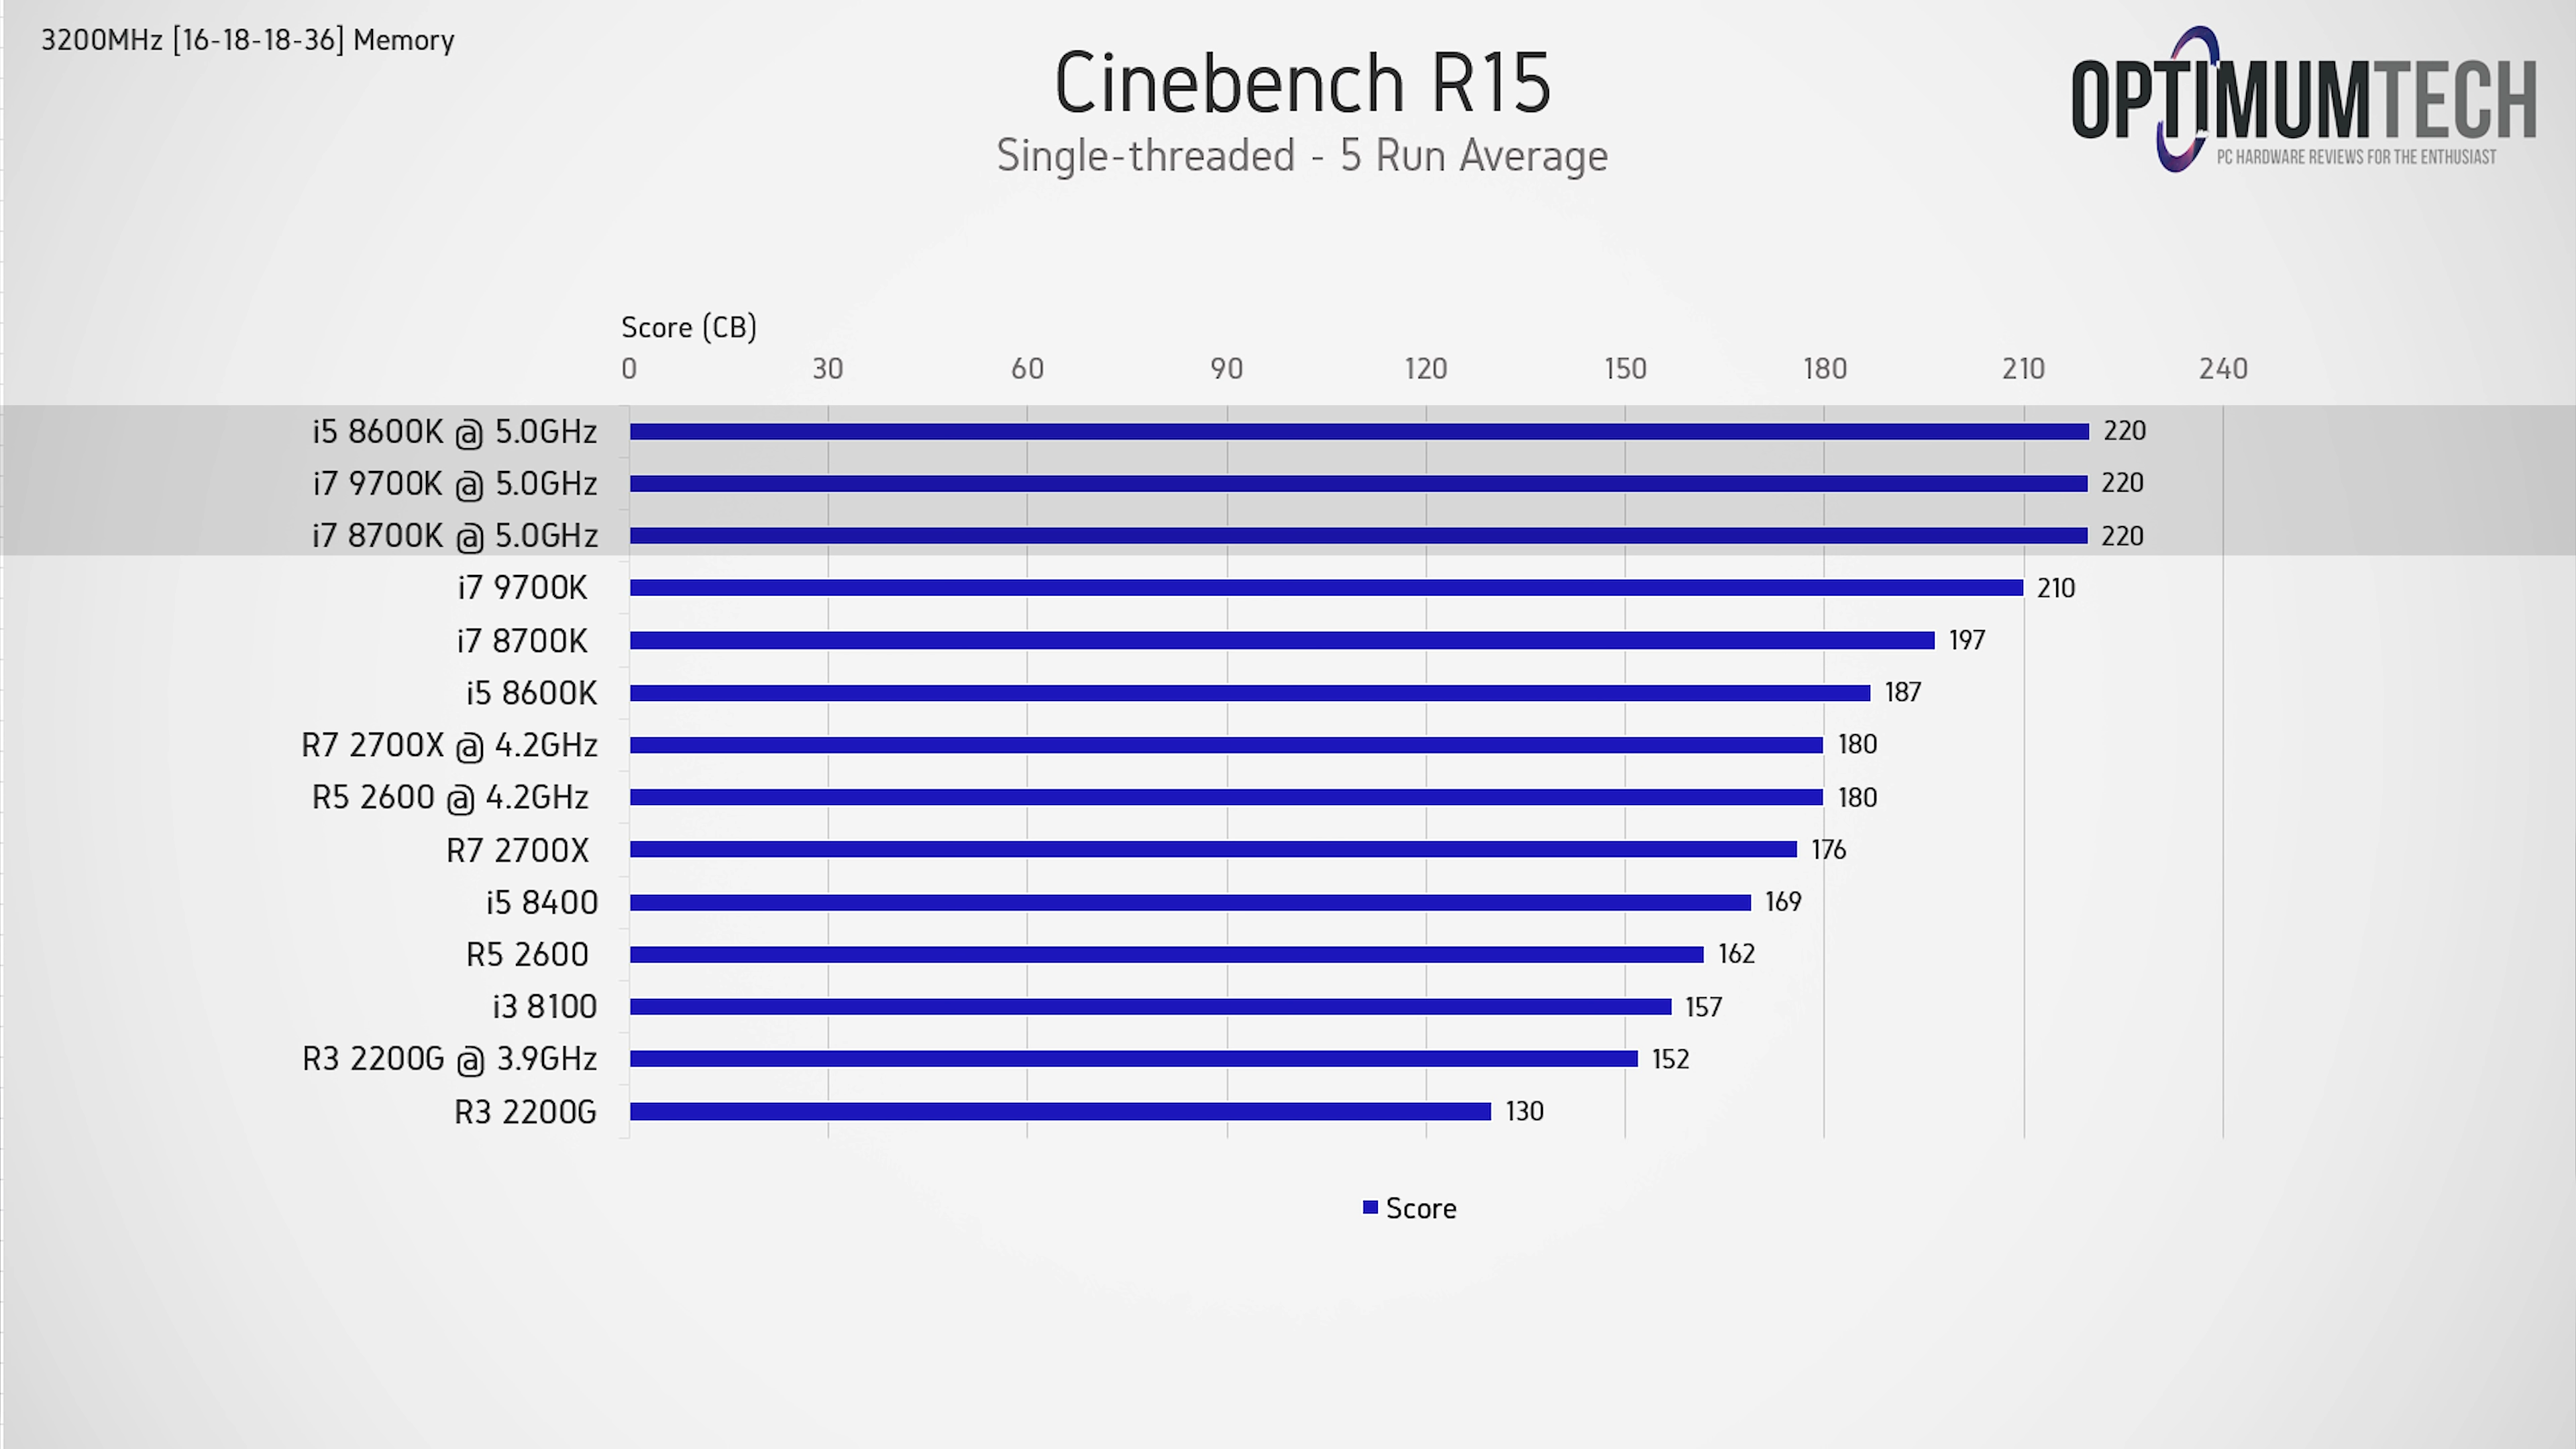 3200MHz [16-18-18-36] Memory
Cinebench R15
Single-threaded - 5 Run Average
OPTIMUMTECH
PC HARDWARE REVIEWS FOR THE ENTHUSIAST
Score (CB)
0 30 60 90 120 150 180 210 240
i5 8600K @ 5.0GHz 220
i7 9700K @ 5.0GHz 220
i7 8700K @ 5.0GHz 220
i7 9700K 210
i7 8700K 197
i5 8600K 187
R7 2700X @ 4.2GHz 180
R5 2600 @ 4.2GHz 180
R7 2700X 176
i5 8400 169
R5 2600 162
i3 8100 157
R3 2200G @ 3.9GHz 152
R3 2200G 130
Score